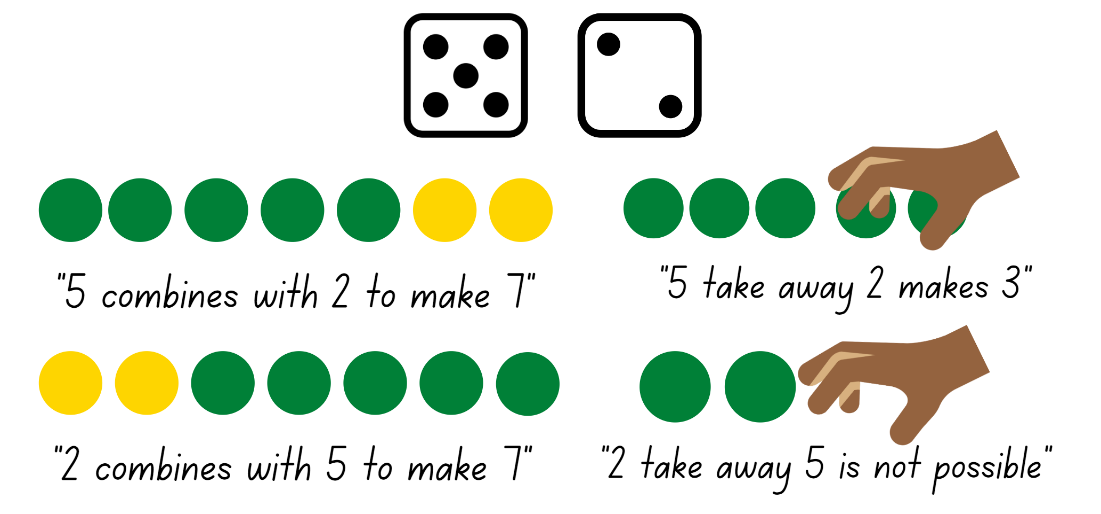 "5 combines with 2 to make 7"
"5 take away 2 makes 3"
"2 combines with 5 to make 7"
"2 take away 5 is not possible"